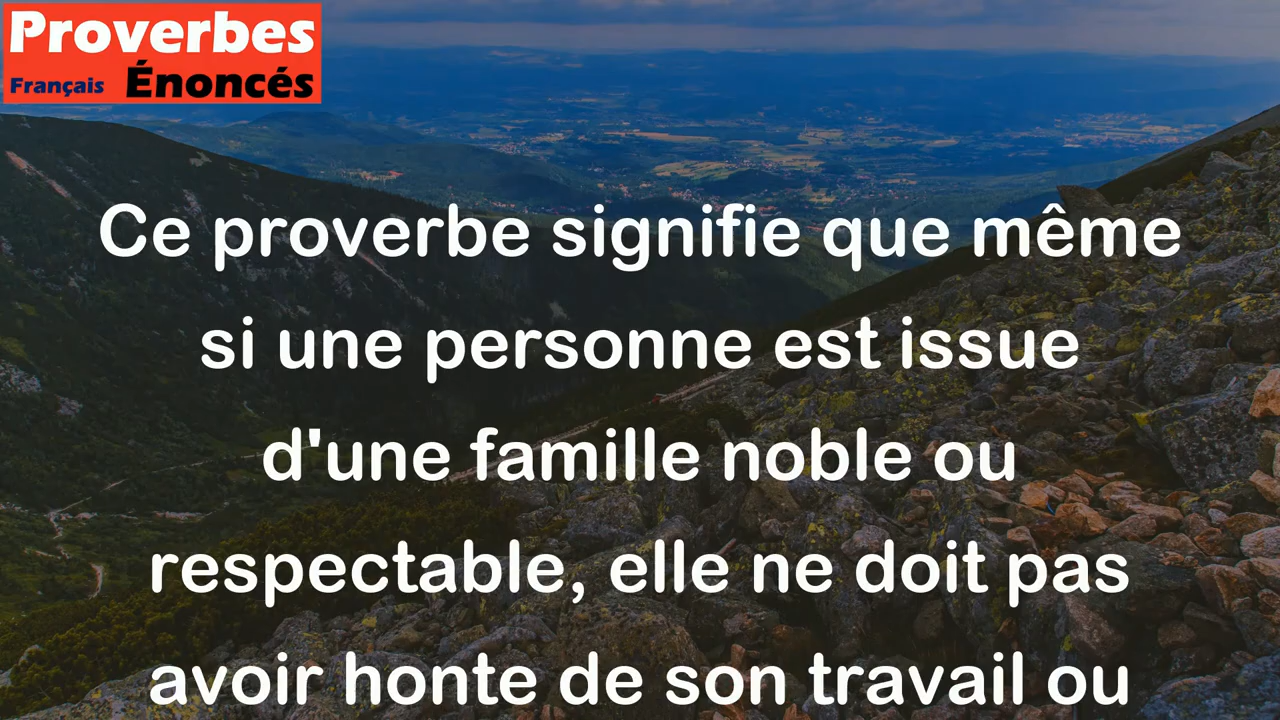 Proverbes
Français Énoncés
Ce proverbe signifie que même
si une personne est issue
d'une famille noble ou
respectable, elle ne doit pas
avoir honte de son travail ou